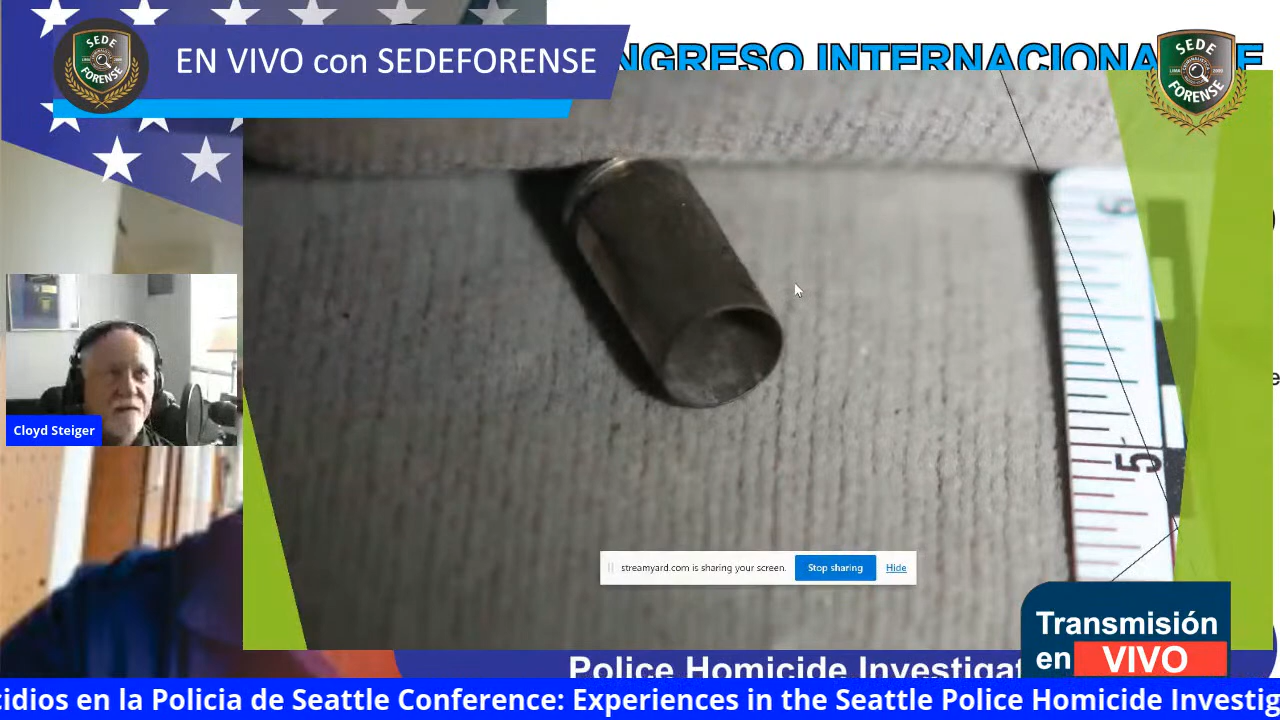 EN VIVO con SEDEFORENSE
NGRESO INTERNACIONA
E
SEDE
FORENSE
SEDE
FORENSE
6
5
Cloyd Steiger
streamyard.com is sharing your screen.
Stop sharing
Hide
Transmisión
en VIVO
Police Homicide Investigat
cidios en la Policia de Seattle Conference: Experiences in the Seattle Police Homicide Investig